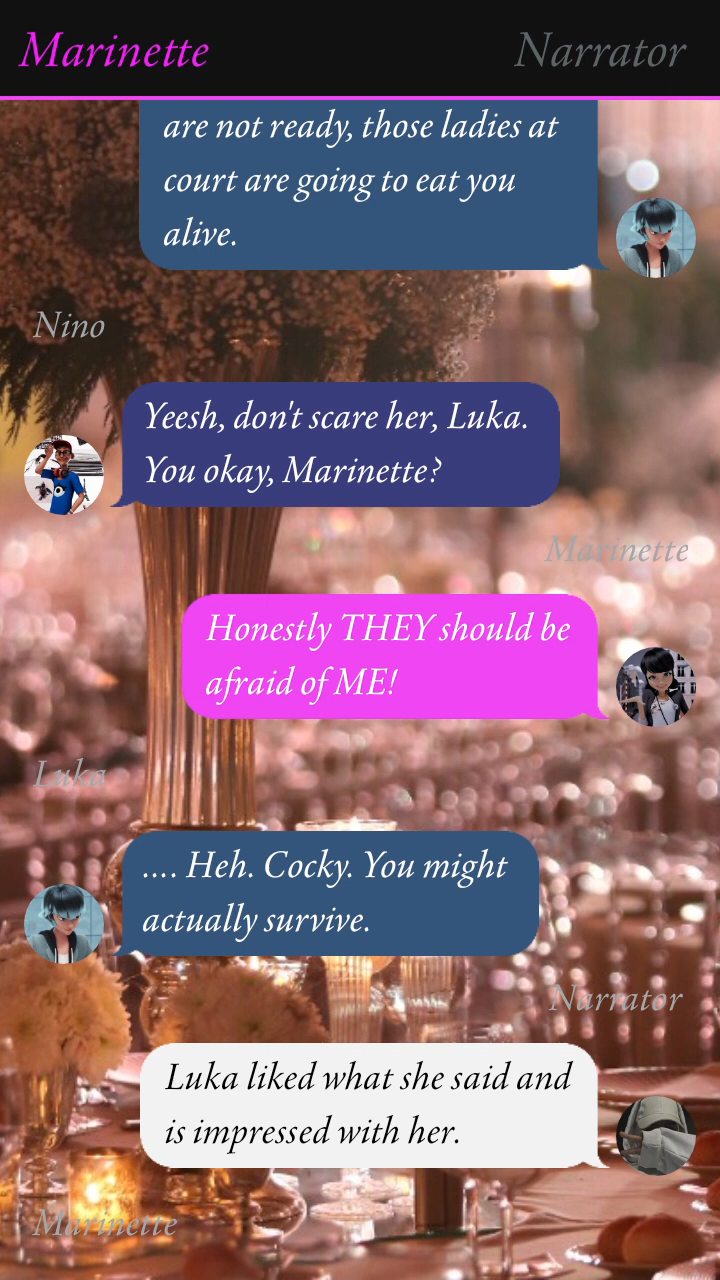 Marinette
Narrator
are not ready, those ladies at
court are going to eat you
alive.
Nino
Yeesh, don't scare her, Luka.
You okay, Marinette?
Marinette
Honestly THEY should be
afraid of ME!
Luka
.... Heh. Cocky. You might
actually survive.
Narrator
Luka liked what she said and
is impressed with her.
Marinette